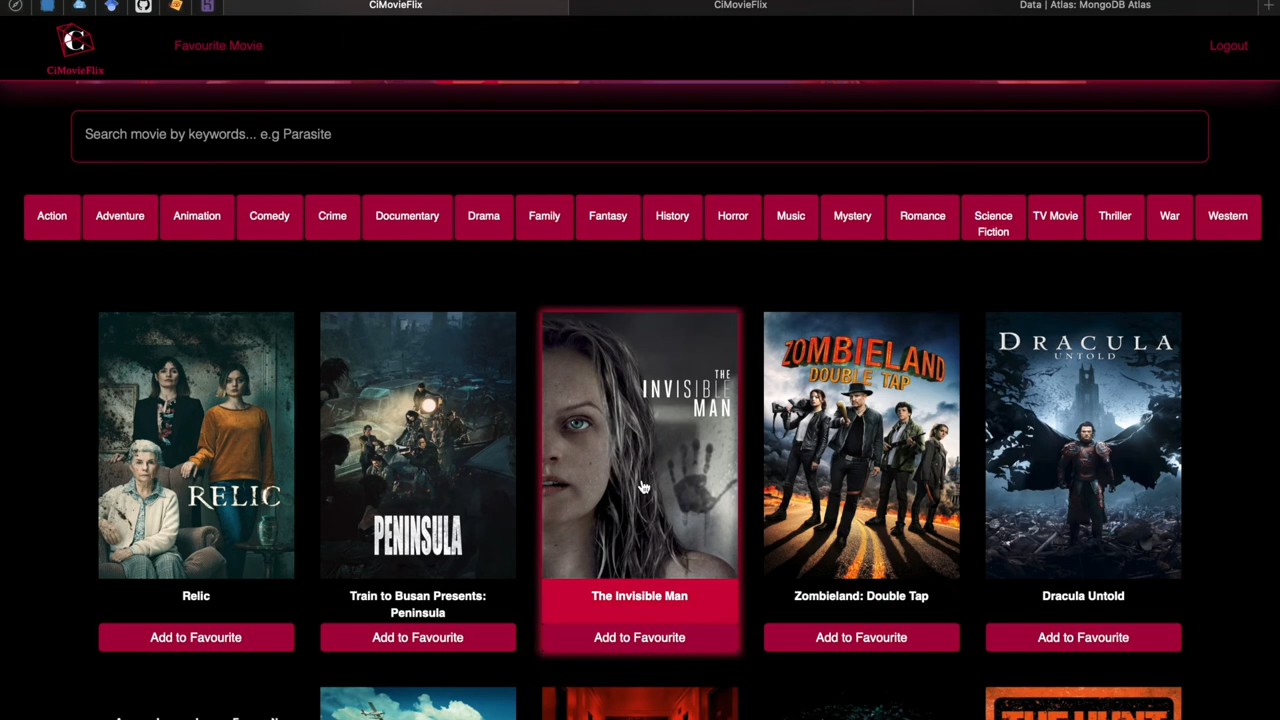 CiMovieFlix
CiMovieFlix
Data | Atlas: MongoDB Atlas
C
CiMovieFlix
Favourite Movie
Logout
Search movie by keywords... e.g Parasite
Action
Adventure
Animation
Comedy
Crime
Documentary
Drama
Family
Fantasy
History
Horror
Music
Mystery
Romance
Science
Fiction
TV Movie
Thriller
War
Western
RELIC
PENINSULA
THE
INVISIBLE
MAN
ZOMBIELAND
DOUBLE TAP
DRACULA
UNTOLD
Relic
Train to Busan Presents:
Peninsula
The Invisible Man
Zombieland: Double Tap
Dracula Untold
Add to Favourite
Add to Favourite
Add to Favourite
Add to Favourite
Add to Favourite
THE HUNT